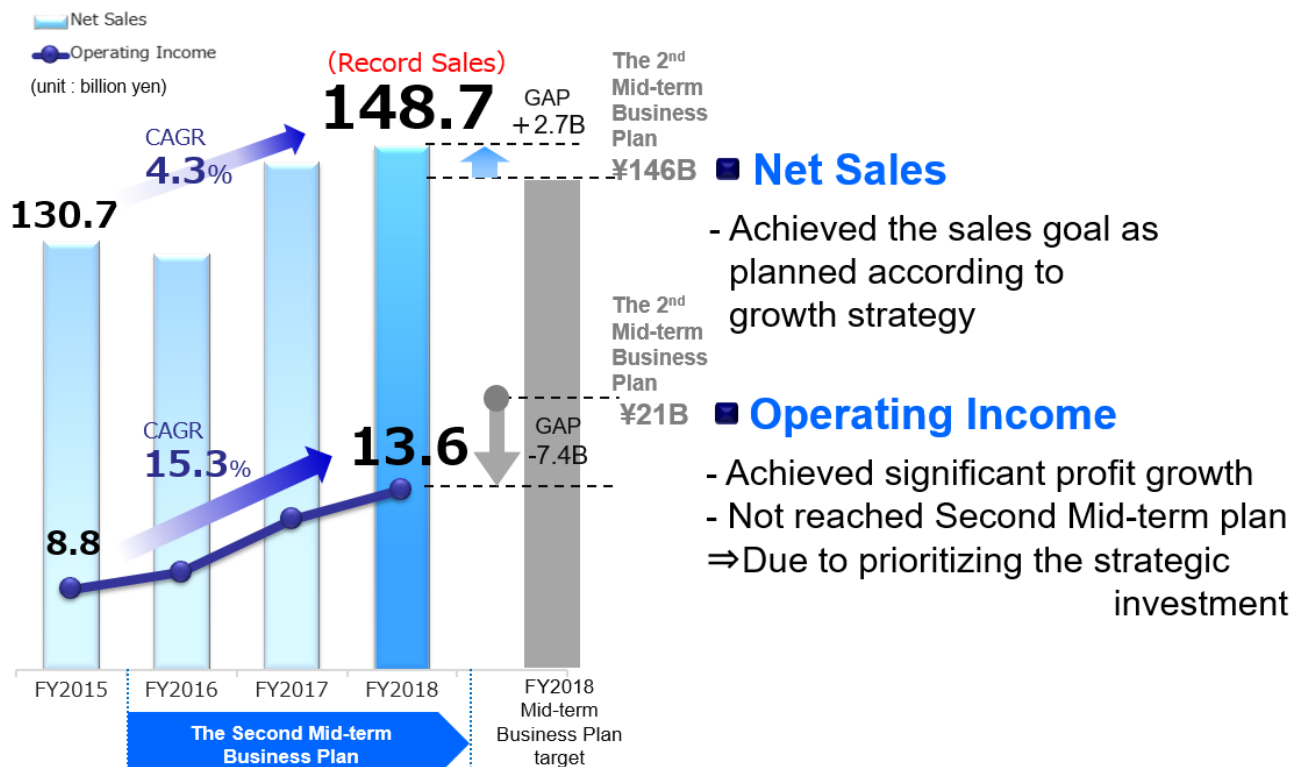 Net Sales
Operating Income
(unit : billion yen)
(Record Sales)
148.7
GAP
+2.7B
The 2nd
Mid-term
Business
Plan
¥146B
CAGR
4.3%
130.7
Net Sales
- Achieved the sales goal as
planned according to
growth strategy
The 2nd
Mid-term
Business
Plan
¥21B
GAP
-7.4B
CAGR
15.3%
13.6
8.8
Operating Income
- Achieved significant profit growth
- Not reached Second Mid-term plan
⇒Due to prioritizing the strategic
investment
FY2015
FY2016
FY2017
FY2018
FY2018
Mid-term
Business Plan
target
The Second Mid-term
Business Plan